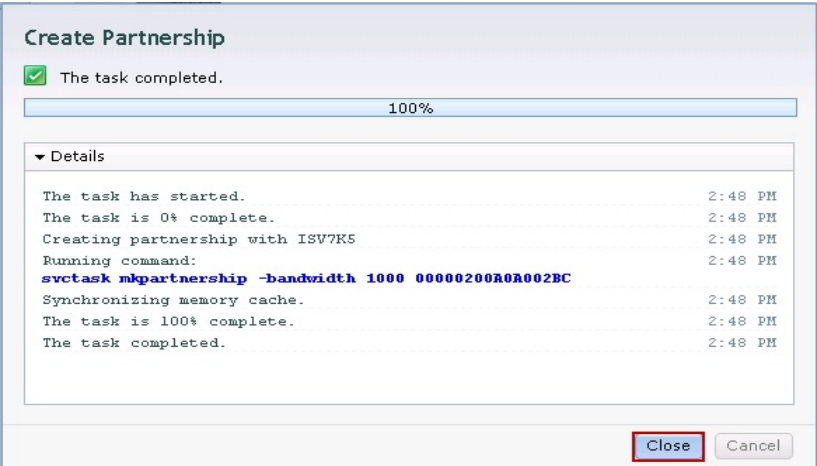 Create Partnership
The task completed.
100%
Details
The task has started. 2:48 PM
The task is 0% complete. 2:48 PM
Creating partnership with ISV7K5 2:48 PM
Running command: 2:48 PM
svctask mkpartnership -bandwidth 1000 00000200A0A002BC
Synchronizing memory cache. 2:48 PM
The task is 100% complete. 2:48 PM
The task completed. 2:48 PM
Close Cancel